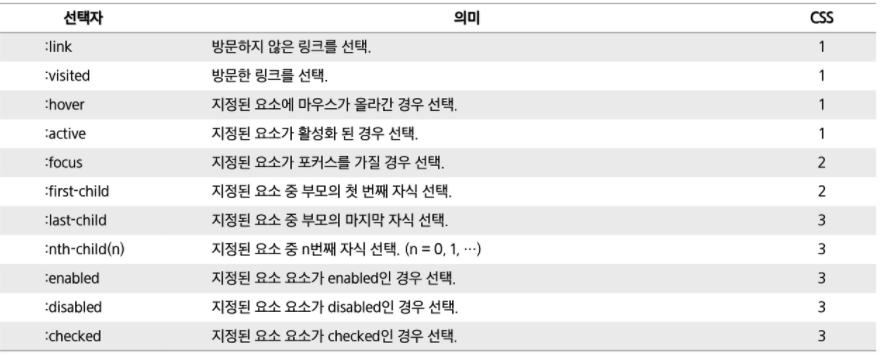 선택자 의미 CSS
:link 방문하지 않은 링크를 선택. 1
:visited 방문한 링크를 선택. 1
:hover 지정된 요소에 마우스가 올라간 경우 선택. 1
:active 지정된 요소가 활성화 된 경우 선택. 1
:focus 지정된 요소가 포커스를 가질 경우 선택. 2
:first-child 지정된 요소 중 부모의 첫 번째 자식 선택. 2
:last-child 지정된 요소 중 부모의 마지막 자식 선택. 3
:nth-child(n) 지정된 요소 중 n번째 자식 선택. (n = 0, 1, ⋯) 3
:enabled 지정된 요소 요소가 enabled인 경우 선택. 3
:disabled 지정된 요소 요소가 disabled인 경우 선택. 3
:checked 지정된 요소 요소가 checked인 경우 선택. 3